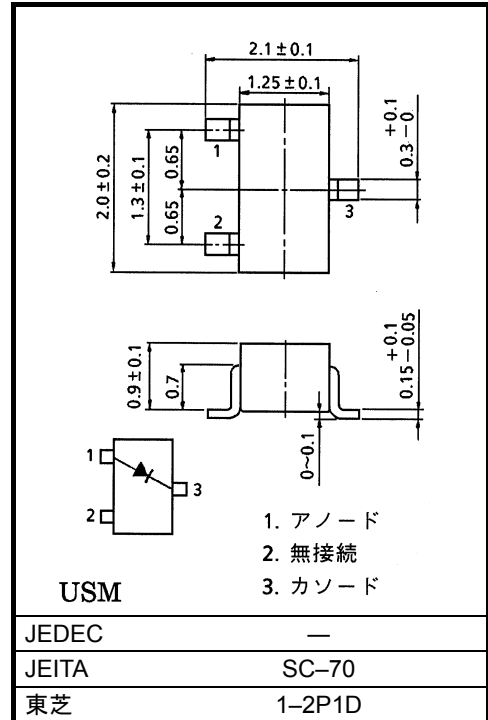 2.1±0.1
1.25±0.1
+0.1
0.3−0
2.0±0.2
1.3±0.1
0.65
0.65
1
2
3
0.9±0.1
0.7
+0.1
0.15−0.05
0~0.1
1
2
3
1. アノード
2. 無接続
3. カソード
USM
JEDEC —
JEITA SC–70
東芝 1–2P1D